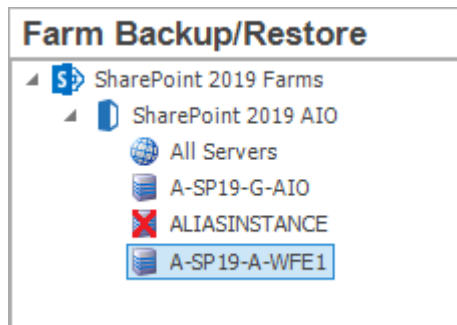 Farm Backup/Restore
SharePoint 2019 Farms
SharePoint 2019 AIO
All Servers
A-SP19-G-AIO
ALIASINSTANCE
A-SP19-A-WFE1